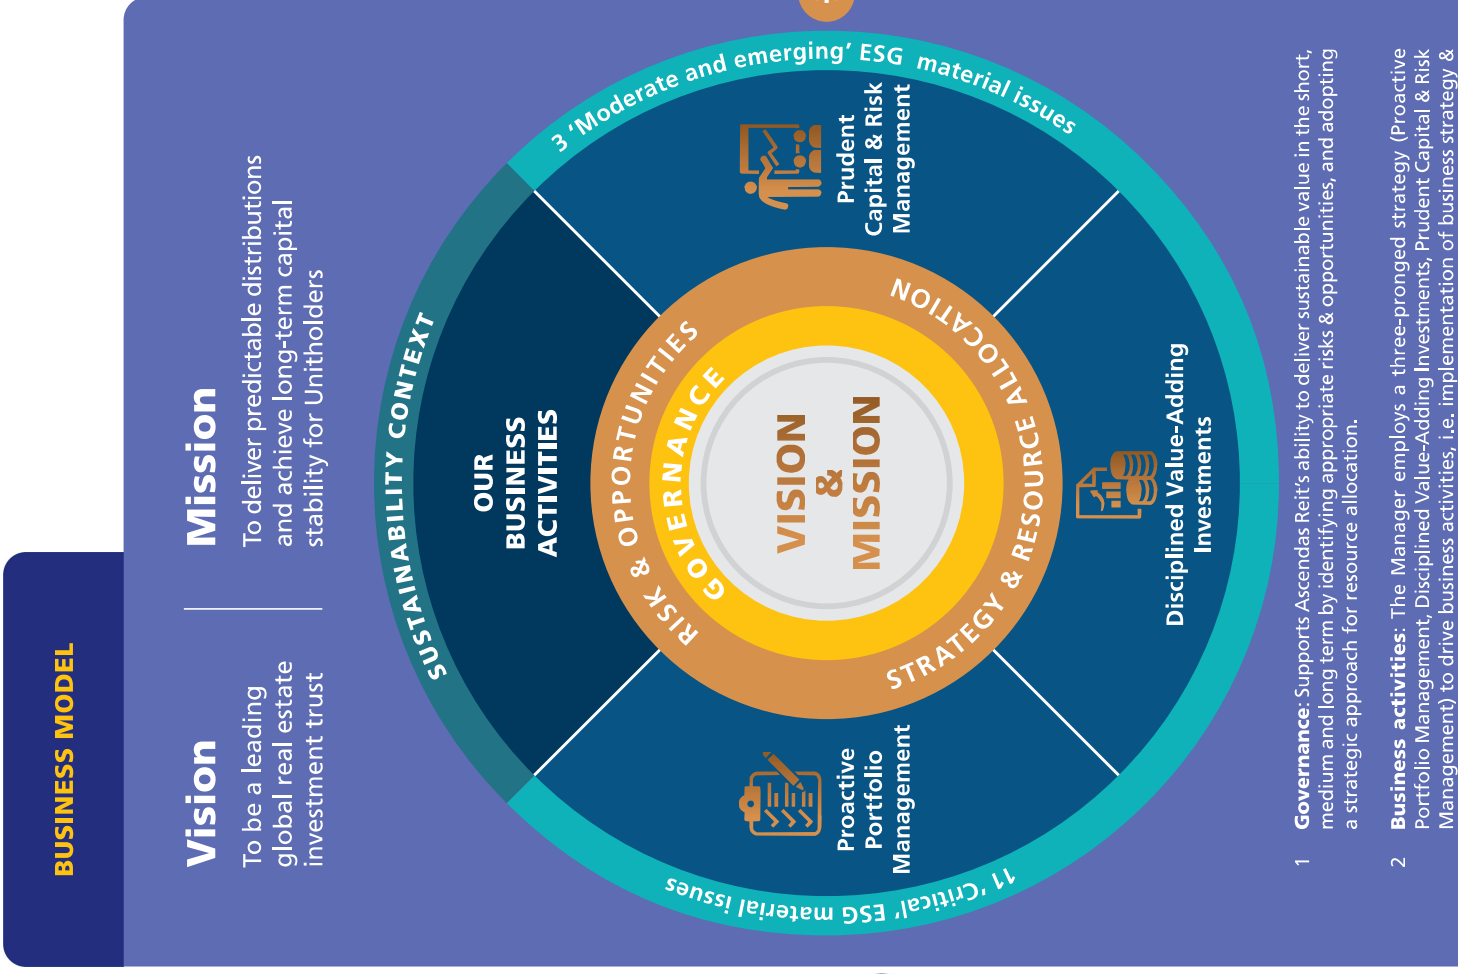 BUSINESS MODEL
Vision
To be a leading
global real estate
investment trust
Mission
To deliver predictable distributions
and achieve long-term capital
stability for Unitholders
SUSTAINABILITY CONTEXT
3 ‘Moderate and emerging’ ESG material issues
11 ‘Critical’ ESG material issues
OUR
BUSINESS
ACTIVITIES
RISK & OPPORTUNITIES
GOVERNANCE
VISION
&
MISSION
STRATEGY & RESOURCE ALLOCATION
Proactive
Portfolio
Management
Prudent
Capital & Risk
Management
Disciplined Value-Adding
Investments
1 Governance: Supports Ascendas Reit’s ability to deliver sustainable value in the short,
medium and long term by identifying appropriate risks & opportunities, and adopting
a strategic approach for resource allocation.
2 Business activities: The Manager employs a three-pronged strategy (Proactive
Portfolio Management, Disciplined Value-Adding Investments, Prudent Capital & Risk
Management) to drive business activities, i.e. implementation of business strategy &